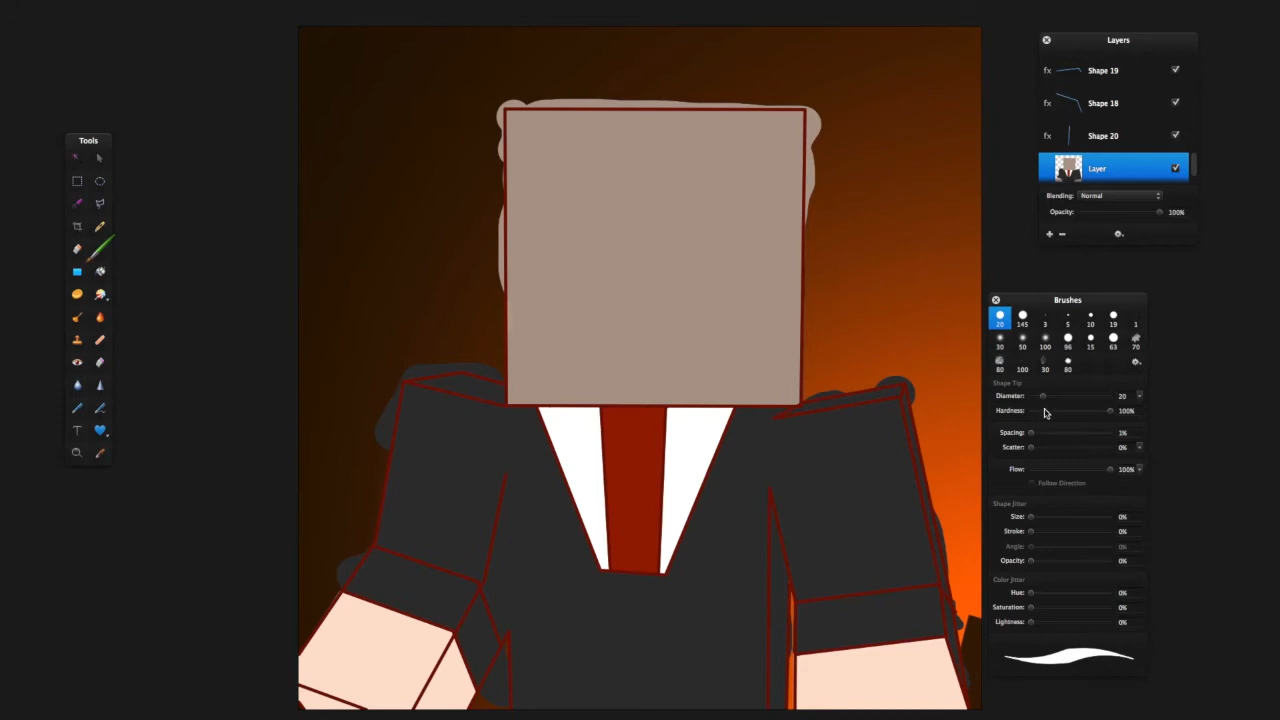 Tools
T
Layers
fx Shape 19
fx Shape 18
fx Shape 20
Layer
Blending: Normal
Opacity: 100%
Brushes
20 145 3 5 10 19 1
30 50 100 96 15 63 70
80 100 30 80
Shape Tip
Diameter: 20
Hardness: 100%
Spacing: 1%
Scatter: 0%
Flow: 100%
Follow Direction
Shape Jitter
Size: 0%
Stroke: 0%
Angle: 0%
Opacity: 0%
Color Jitter
Hue: 0%
Saturation: 0%
Lightness: 0%